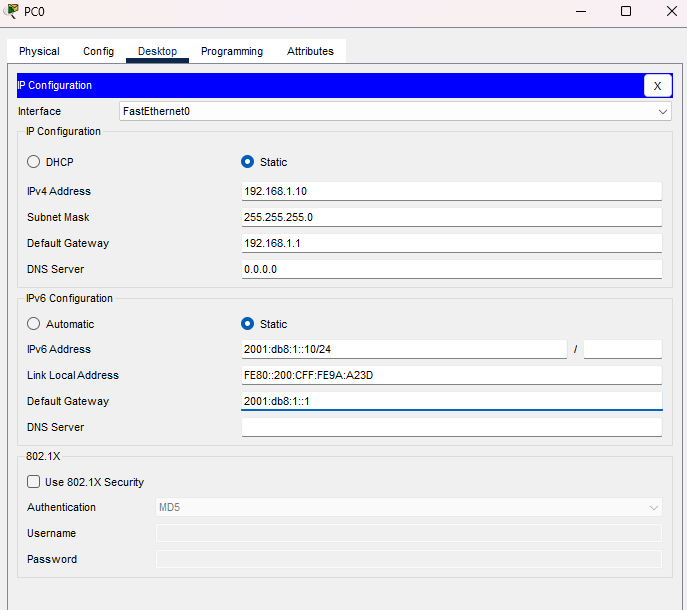 PC0
Physical Config Desktop Programming Attributes
IP Configuration X
Interface FastEthernet0
IP Configuration
DHCP Static
IPv4 Address 192.168.1.10
Subnet Mask 255.255.255.0
Default Gateway 192.168.1.1
DNS Server 0.0.0.0
IPv6 Configuration
Automatic Static
IPv6 Address 2001:db8:1::10/24 /
Link Local Address FE80::200:CFF:FE9A:A23D
Default Gateway 2001:db8:1::1
DNS Server
802.1X
Use 802.1X Security
Authentication MD5
Username
Password